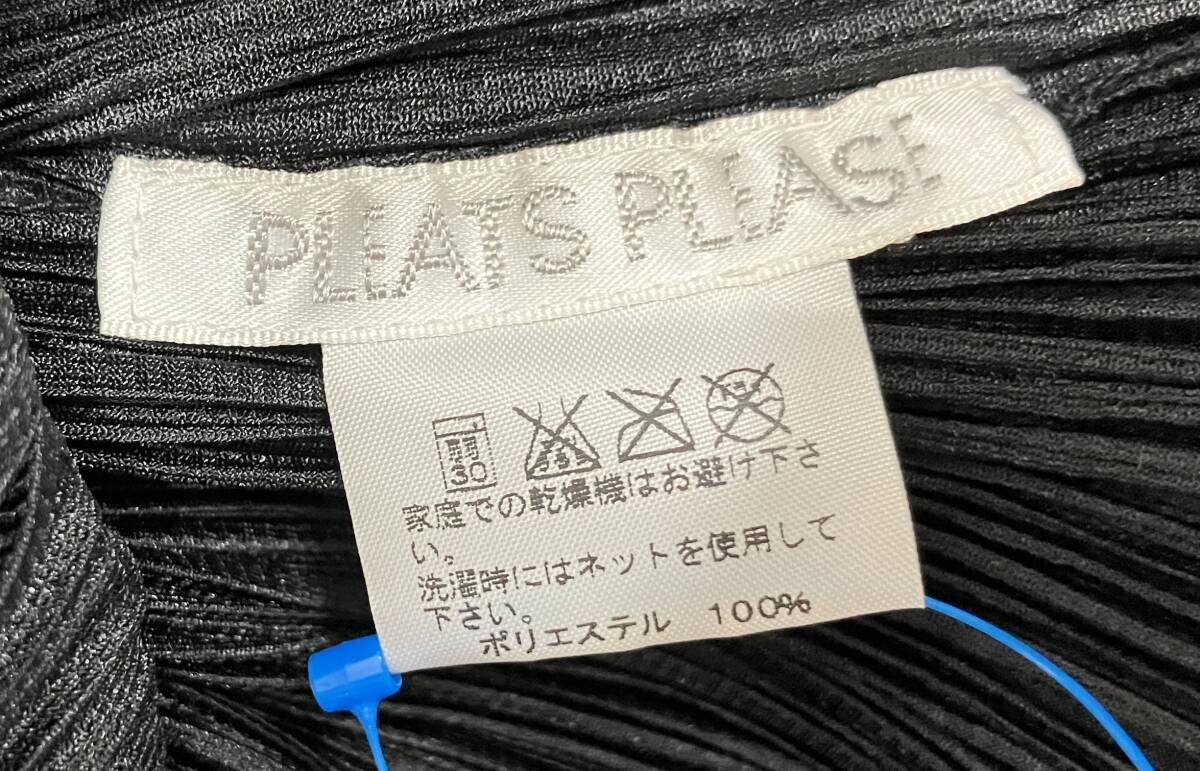 PLEATS PLEASE
弱 30
家庭での乾燥機はお避け下さ
い。
洗濯時にはネットを使用して
下さい。
ポリエステル 100%